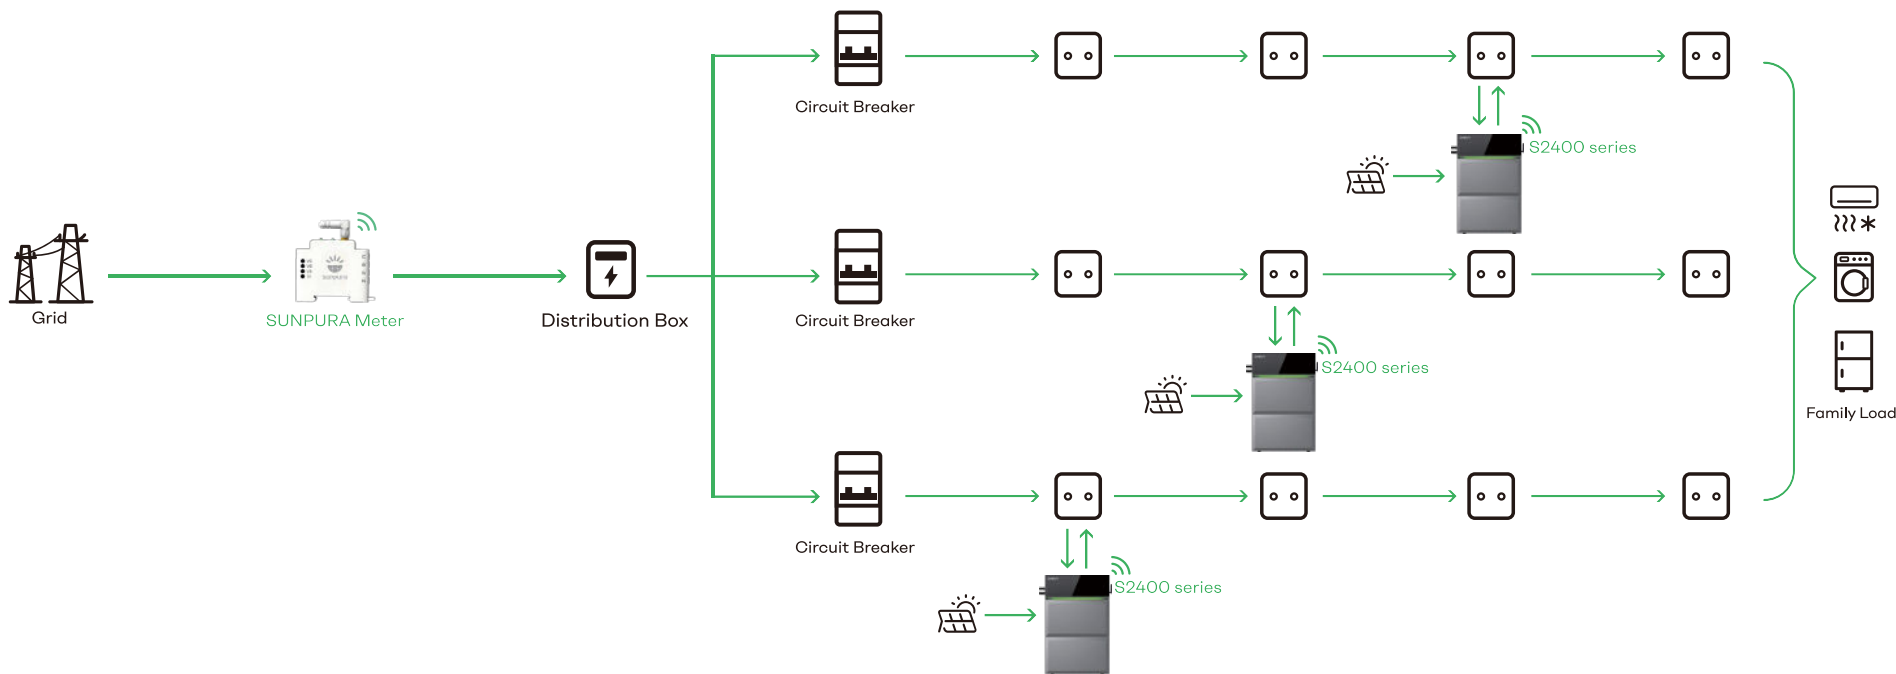 Circuit Breaker
S2400 series
Grid
SUNPURA Meter
Distribution Box
Circuit Breaker
S2400 series
Family Load
Circuit Breaker
S2400 series